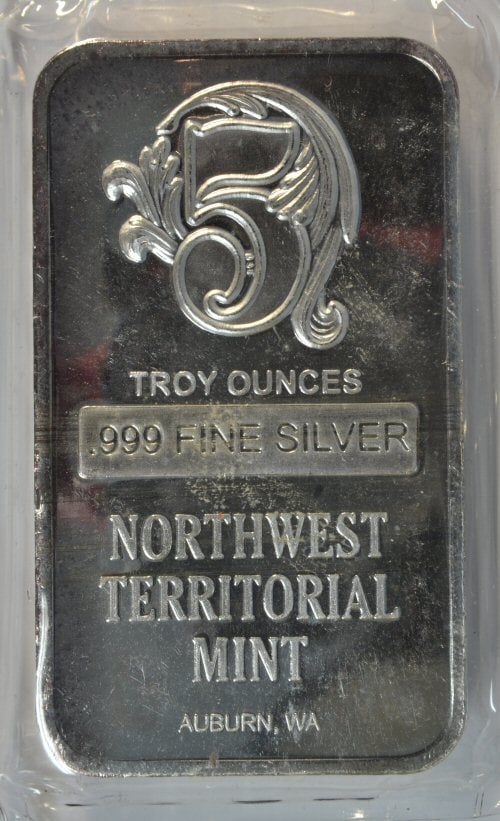 5
TROY OUNCES
.999 FINE SILVER
NORTHWEST
TERRITORIAL
MINT
AUBURN, WA